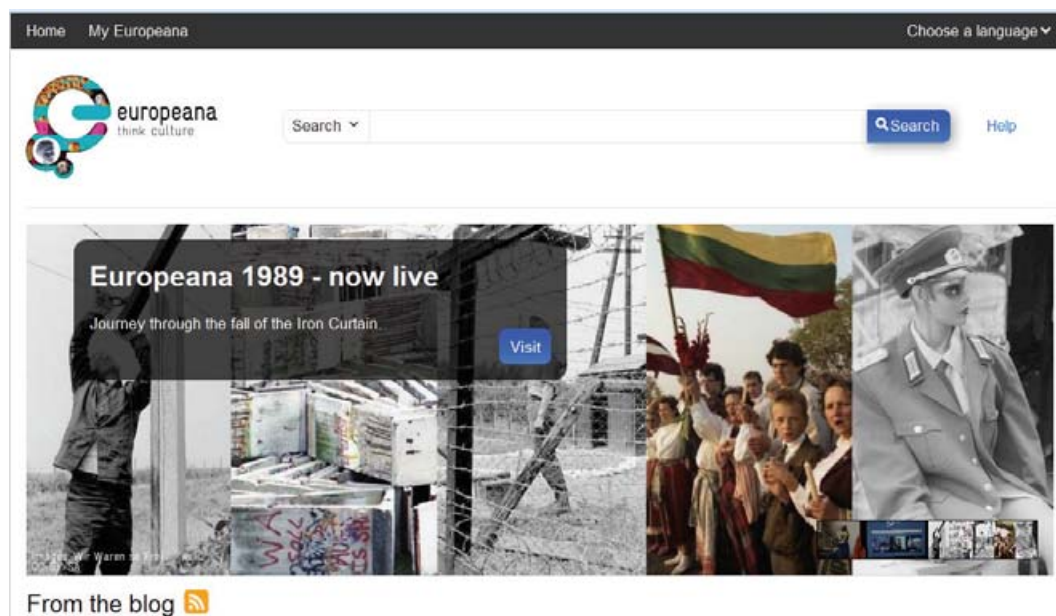 Home My Europeana Choose a language
europeana
think culture
Search Search Help
Europeana 1989 - now live
Journey through the fall of the Iron Curtain.
Visit
From the blog